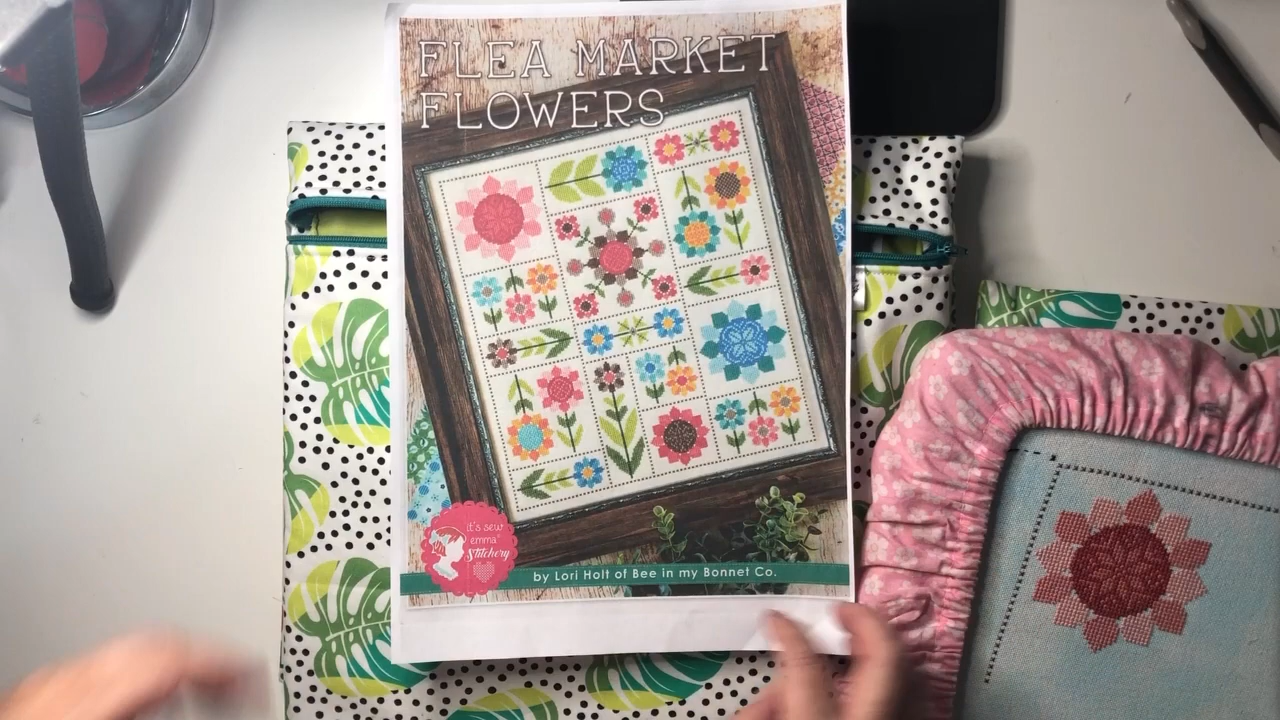 FLEA MARKET
FLOWERS
it's sew
emma
Stitchery
by Lori Holt of Bee in my Bonnet Co.